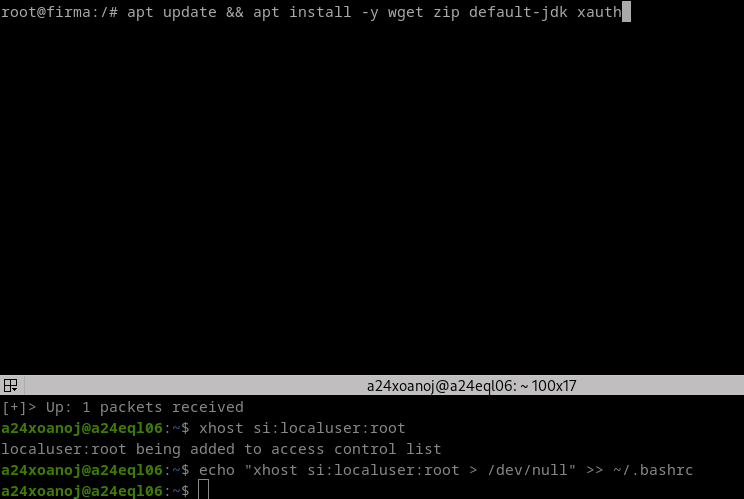 root@firma:/# apt update && apt install -y wget zip default-jdk xauth
a24xoanoj@a24eql06: ~ 100x17
[+]> Up: 1 packets received
a24xoanoj@a24eql06:~$ xhost si:localuser:root
localuser:root being added to access control list
a24xoanoj@a24eql06:~$ echo "xhost si:localuser:root > /dev/null" >> ~/.bashrc
a24xoanoj@a24eql06:~$